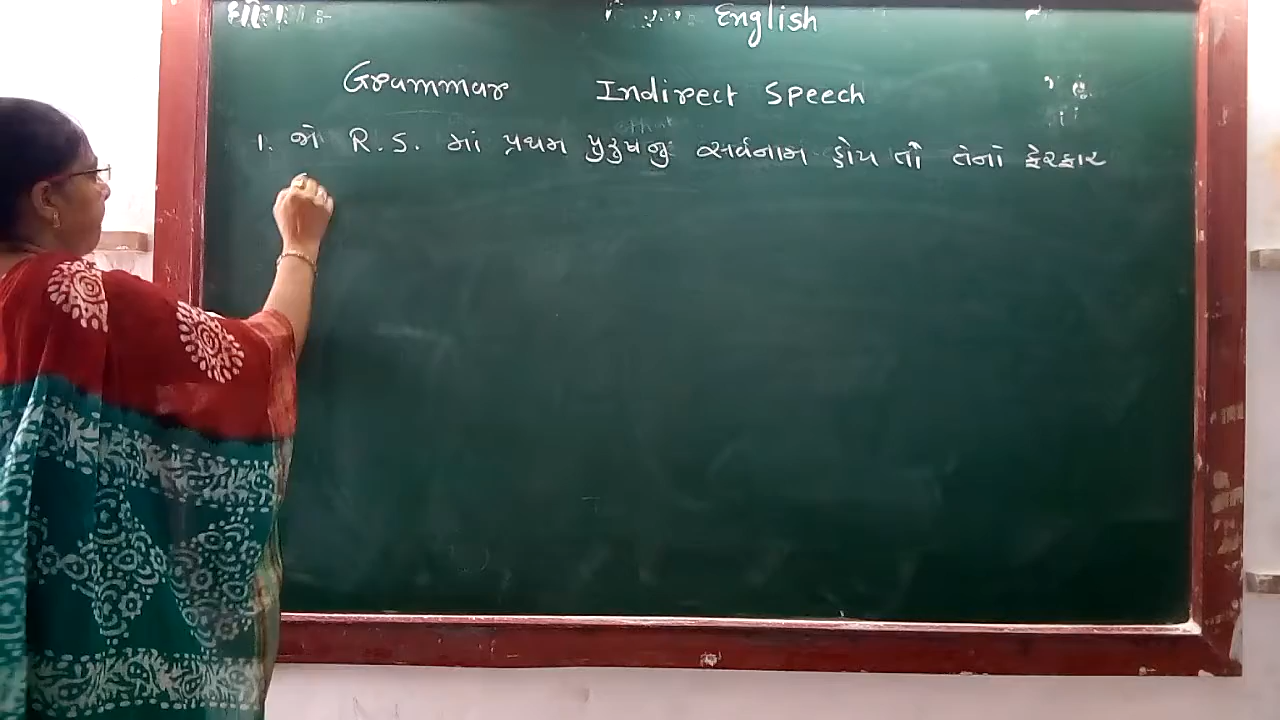 English
Grammar Indirect Speech
1. જો R.S. માં પ્રથમ પુરુષનુ સર્વનામ હોય તો તેનો ફેરફાર